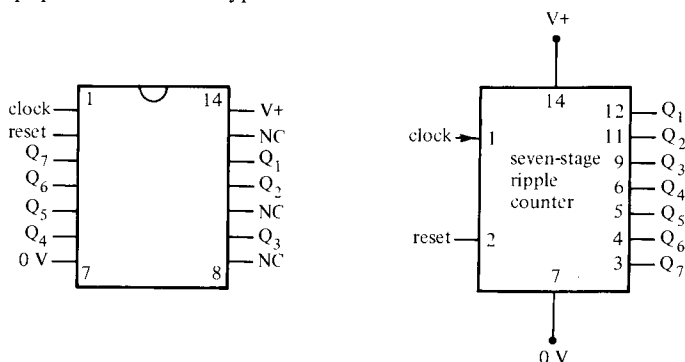 1 14
clock V+
reset NC
Q7 Q1
Q6 Q2
Q5 NC
Q4 Q3
0 V NC
7 8
V+
14
12 Q1
clock 1 11 Q2
seven-stage 9 Q3
ripple 6 Q4
counter 5 Q5
reset 2 4 Q6
3 Q7
7
0 V